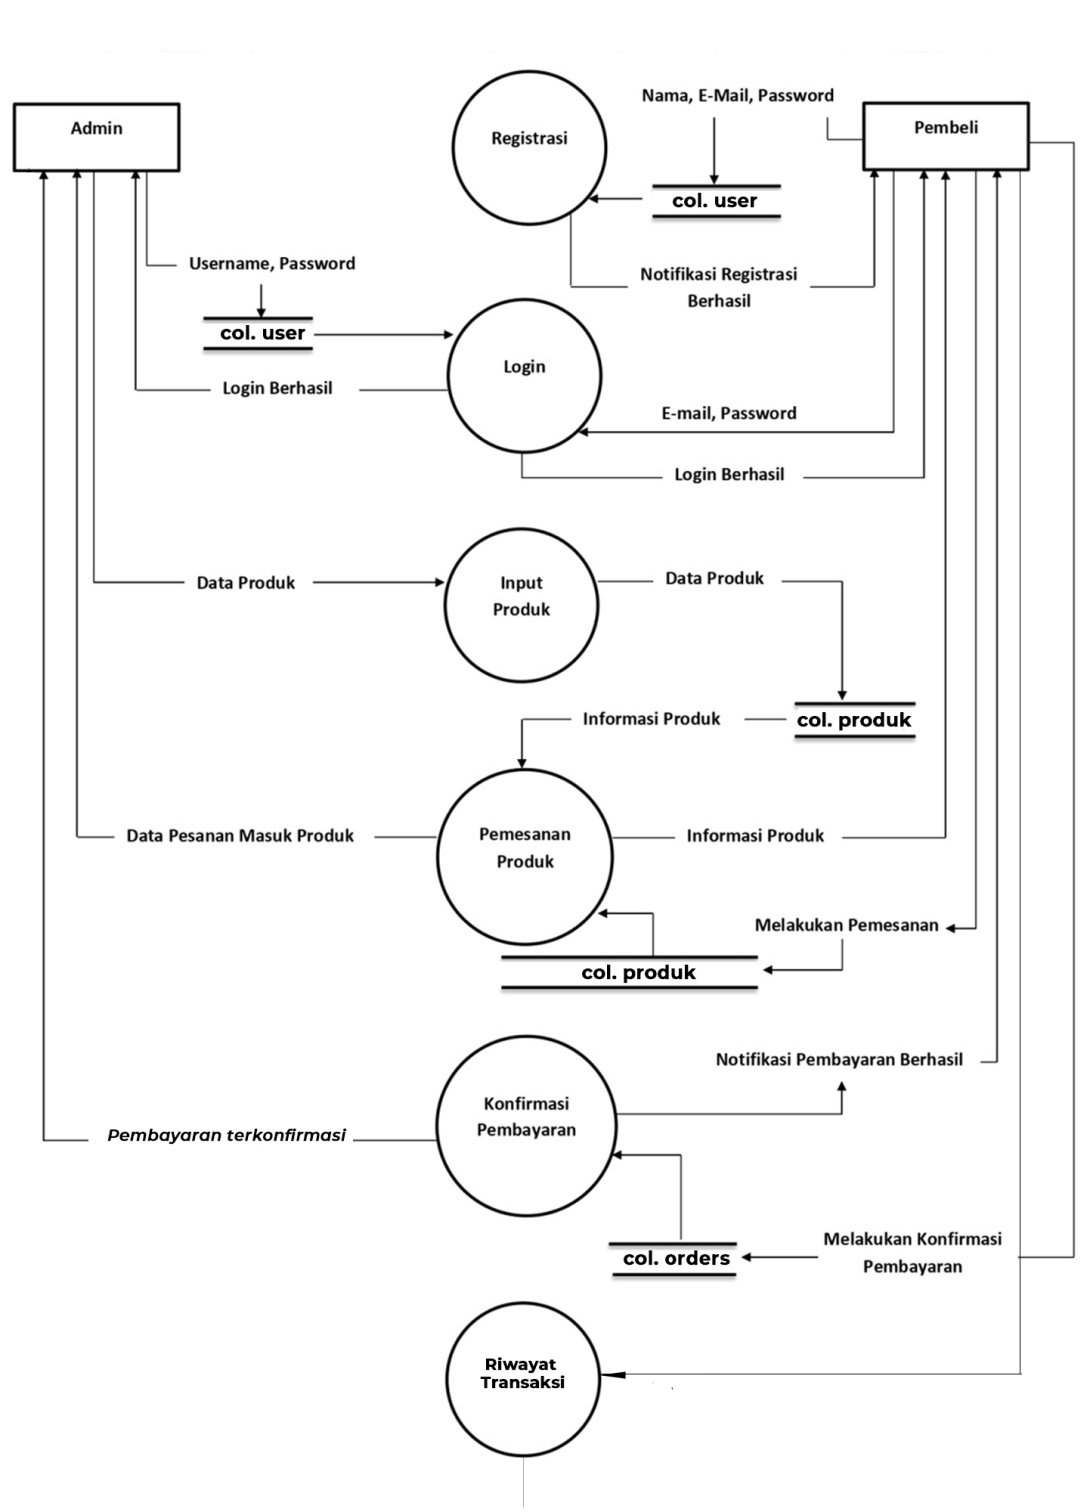 Nama, E-Mail, Password
Admin
Registrasi
Pembeli
col. user
Username, Password
Notifikasi Registrasi
Berhasil
col. user
Login
Login Berhasil
E-mail, Password
Login Berhasil
Data Produk
Input
Produk
Data Produk
Informasi Produk
col. produk
Data Pesanan Masuk Produk
Pemesanan
Produk
Informasi Produk
Melakukan Pemesanan
col. produk
Notifikasi Pembayaran Berhasil
Konfirmasi
Pembayaran
Pembayaran terkonfirmasi
Melakukan Konfirmasi
Pembayaran
col. orders
Riwayat
Transaksi